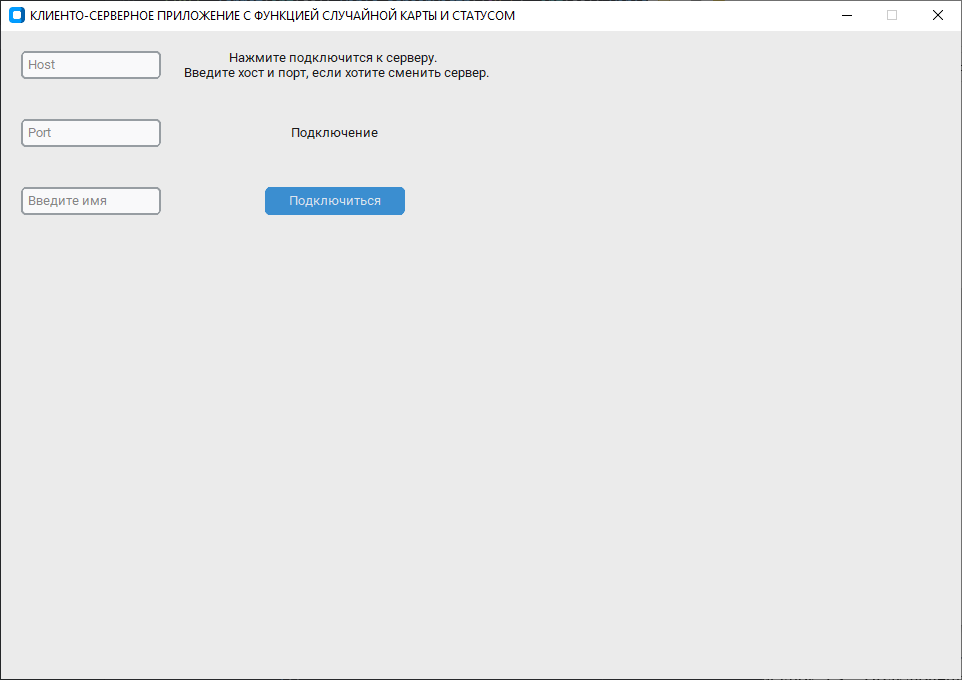 КЛИЕНТО-СЕРВЕРНОЕ ПРИЛОЖЕНИЕ С ФУНКЦИЕЙ СЛУЧАЙНОЙ КАРТЫ И СТАТУСОМ
Host
Нажмите подключится к серверу.
Введите хост и порт, если хотите сменить сервер.
Port
Подключение
Введите имя
Подключиться